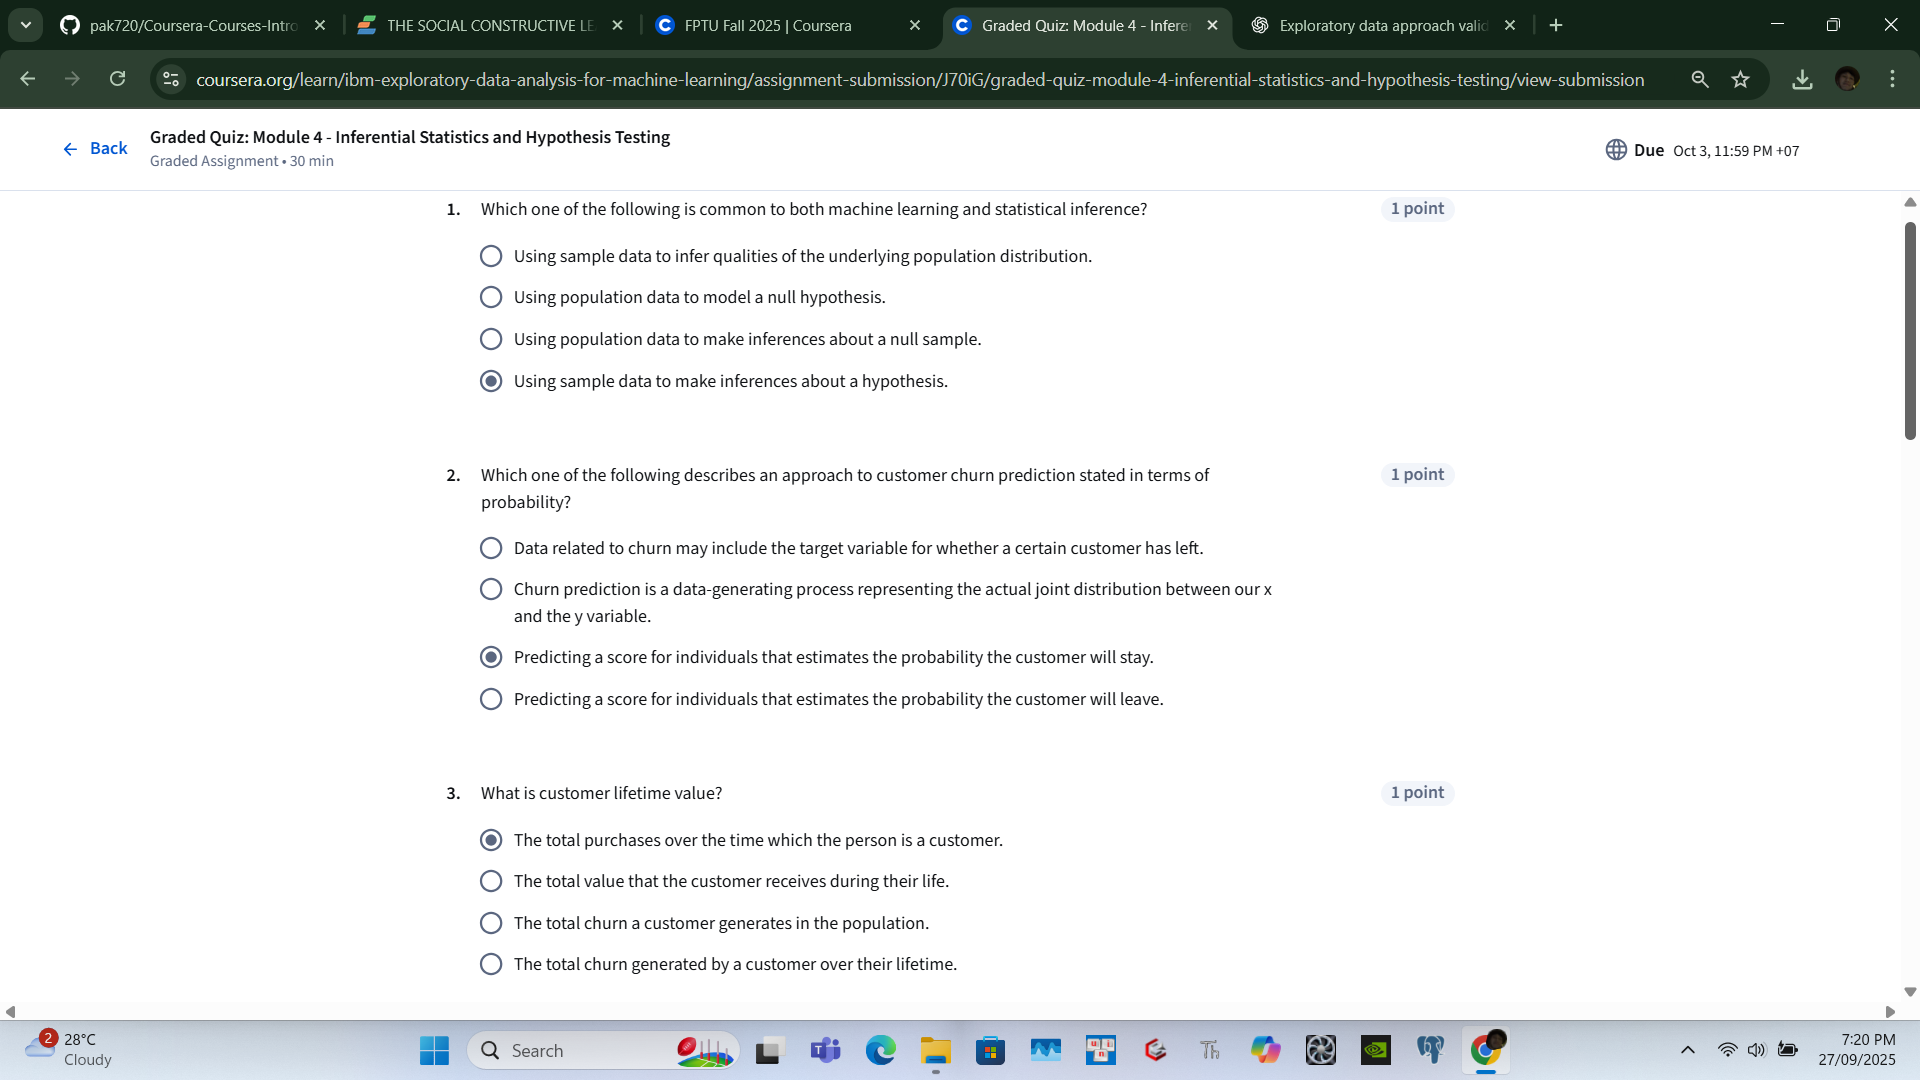 pak720/Coursera-Courses-Intro
THE SOCIAL CONSTRUCTIVE LE
FPTU Fall 2025 | Coursera
Graded Quiz: Module 4 - Infere
Exploratory data approach valid
coursera.org/learn/ibm-exploratory-data-analysis-for-machine-learning/assignment-submission/J70iG/graded-quiz-module-4-inferential-statistics-and-hypothesis-testing/view-submission
Back
Graded Quiz: Module 4 - Inferential Statistics and Hypothesis Testing
Graded Assignment • 30 min
Due Oct 3, 11:59 PM +07
1. Which one of the following is common to both machine learning and statistical inference? 1 point
Using sample data to infer qualities of the underlying population distribution.
Using population data to model a null hypothesis.
Using population data to make inferences about a null sample.
Using sample data to make inferences about a hypothesis.
2. Which one of the following describes an approach to customer churn prediction stated in terms of 1 point
probability?
Data related to churn may include the target variable for whether a certain customer has left.
Churn prediction is a data-generating process representing the actual joint distribution between our x
and the y variable.
Predicting a score for individuals that estimates the probability the customer will stay.
Predicting a score for individuals that estimates the probability the customer will leave.
3. What is customer lifetime value? 1 point
The total purchases over the time which the person is a customer.
The total value that the customer receives during their life.
The total churn a customer generates in the population.
The total churn generated by a customer over their lifetime.
2
28°C
Cloudy
Search
Th
7:20 PM
27/09/2025